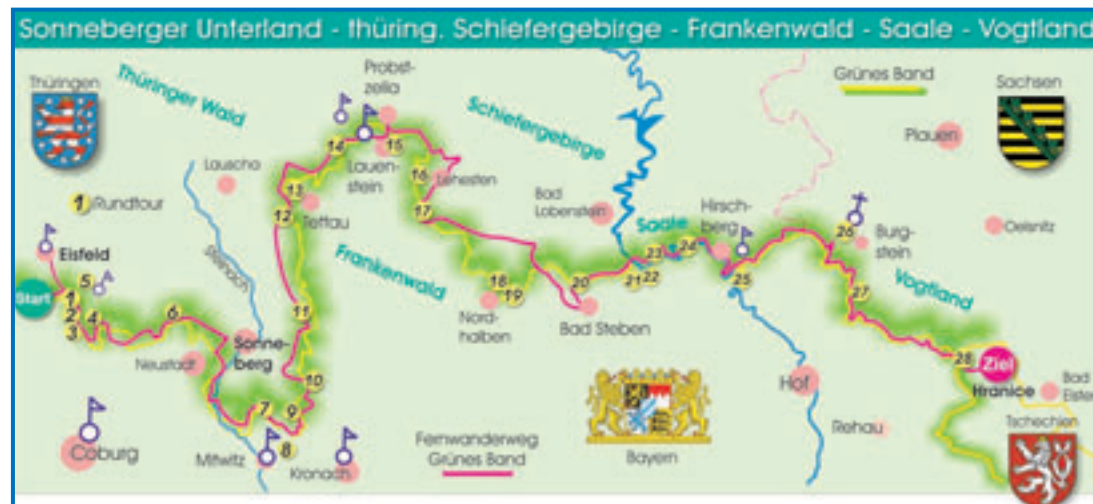 Sonneberger Unterland - thüring. Schiefergebirge - Frankenwald - Saale - Vogtland
Thüringen
Thüringer Wald
Probst-
zella
Schiefergebirge
Grünes Band
Sachsen
Plauen
Lauscha
14
15
Lauen-
stein
16
Lehesten
1 Rundtour
13
12
Tettau
17
Bad
Lobenstein
Saale
Hirsch-
berg
26
Burg-
stein
Oelsnitz
Eisfeld
Steinach
Frankenwald
23
24
Start
5
1
2
3
4
6
11
18
19
20
21
22
25
27
Vogtland
Nord-
halben
Bad Steben
Neustadt
Sonne-
berg
28
Ziel
Hranice
Bad
Elster
10
Hof
7
9
8
Coburg
Mitwitz
Kronach
Fernwanderweg
Grünes Band
Bayern
Rehau
Tschechien